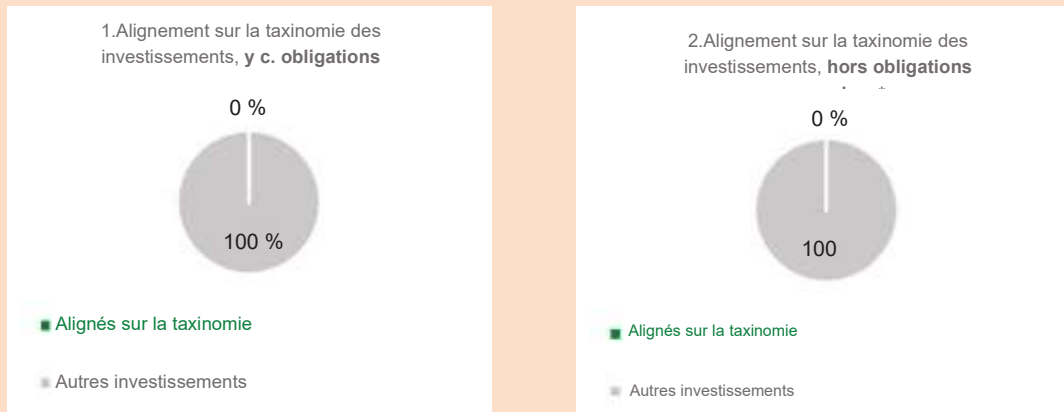 1.Alignement sur la taxinomie des
investissements, y c. obligations
0 %
100 %
Alignés sur la taxinomie
Autres investissements
2.Alignement sur la taxinomie des
investissements, hors obligations
0 %
100
Alignés sur la taxinomie
Autres investissements